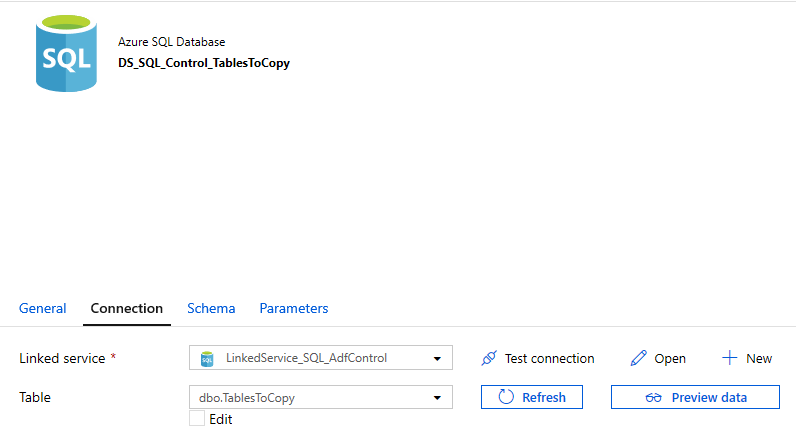 SQL
Azure SQL Database
DS_SQL_Control_TablesToCopy
General Connection Schema Parameters
Linked service * SQL LinkedService_SQL_AdfControl Test connection Open New
Table dbo.TablesToCopy Refresh Preview data
Edit